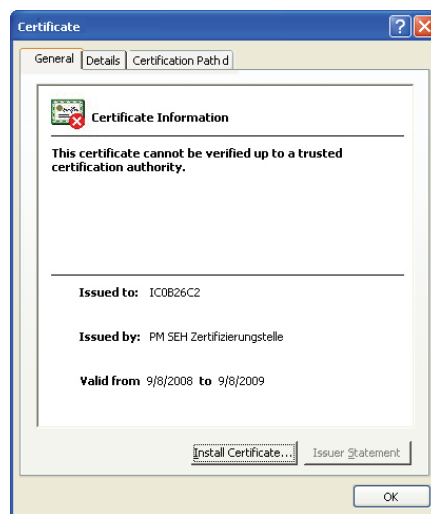 Certificate
General Details Certification Path d
Certificate Information
This certificate cannot be verified up to a trusted
certification authority.
Issued to: IC0B26C2
Issued by: PM SEH Zertifizierungstelle
Valid from 9/8/2008 to 9/8/2009
Install Certificate... Issuer Statement
OK